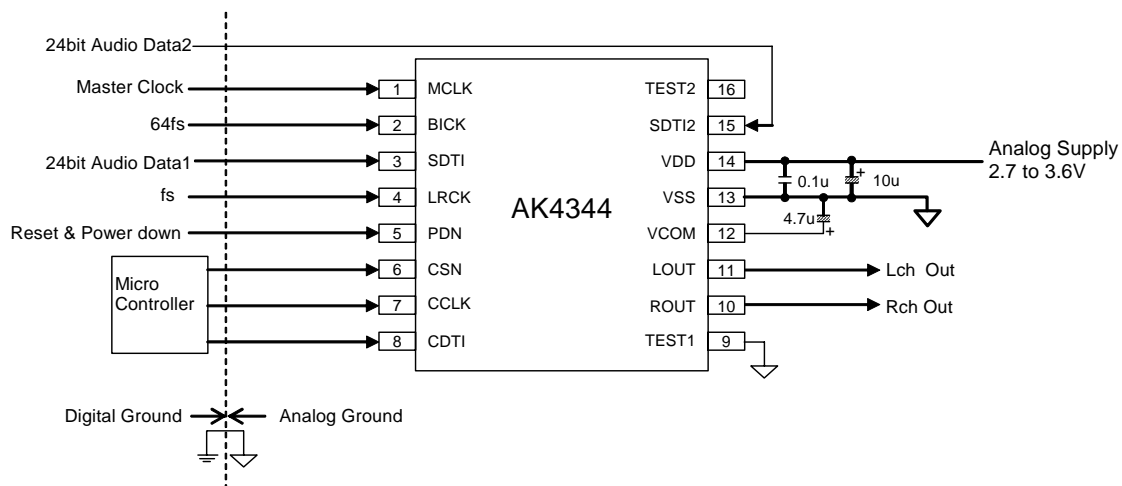 24bit Audio Data2
Master Clock
64fs
24bit Audio Data1
fs
Reset & Power down
Micro
Controller
1 MCLK
2 BICK
3 SDTI
4 LRCK
5 PDN
6 CSN
7 CCLK
8 CDTI
AK4344
TEST2 16
SDTI2 15
VDD 14
VSS 13
VCOM 12
LOUT 11
ROUT 10
TEST1 9
0.1u
+
10u
4.7u
+
Analog Supply
2.7 to 3.6V
Lch Out
Rch Out
Digital Ground
Analog Ground